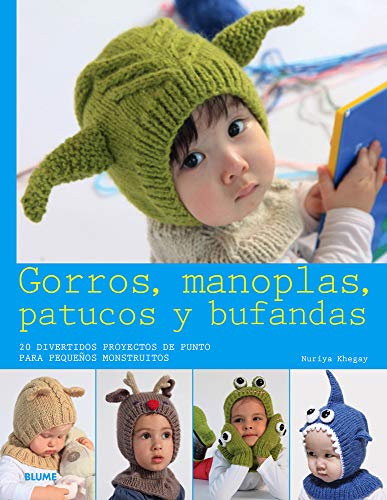 Gorros, manoplas,
patucos y bufandas
20 DIVERTIDOS PROYECTOS DE PUNTO
PARA PEQUEÑOS MONSTRUITOS
Nuriya Khegay
BLUME